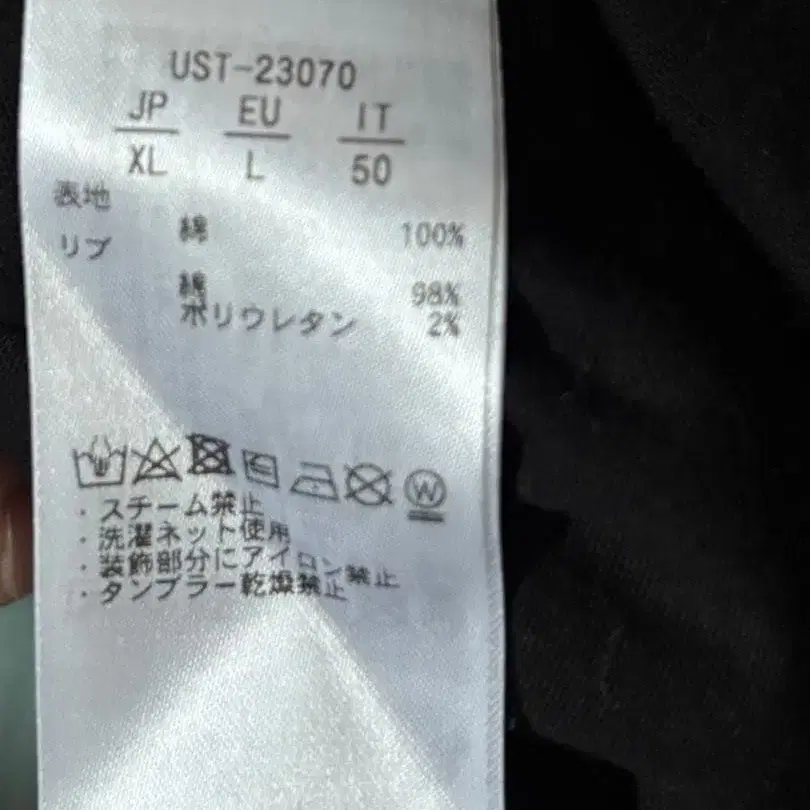 UST-23070
JP EU IT
XL L 50
表地
綿 100%
リブ
綿 98%
ポリウレタン 2%
W
・スチーム禁止
・洗濯ネット使用
・装飾部分にアイロン禁止
・タンブラー乾燥禁止